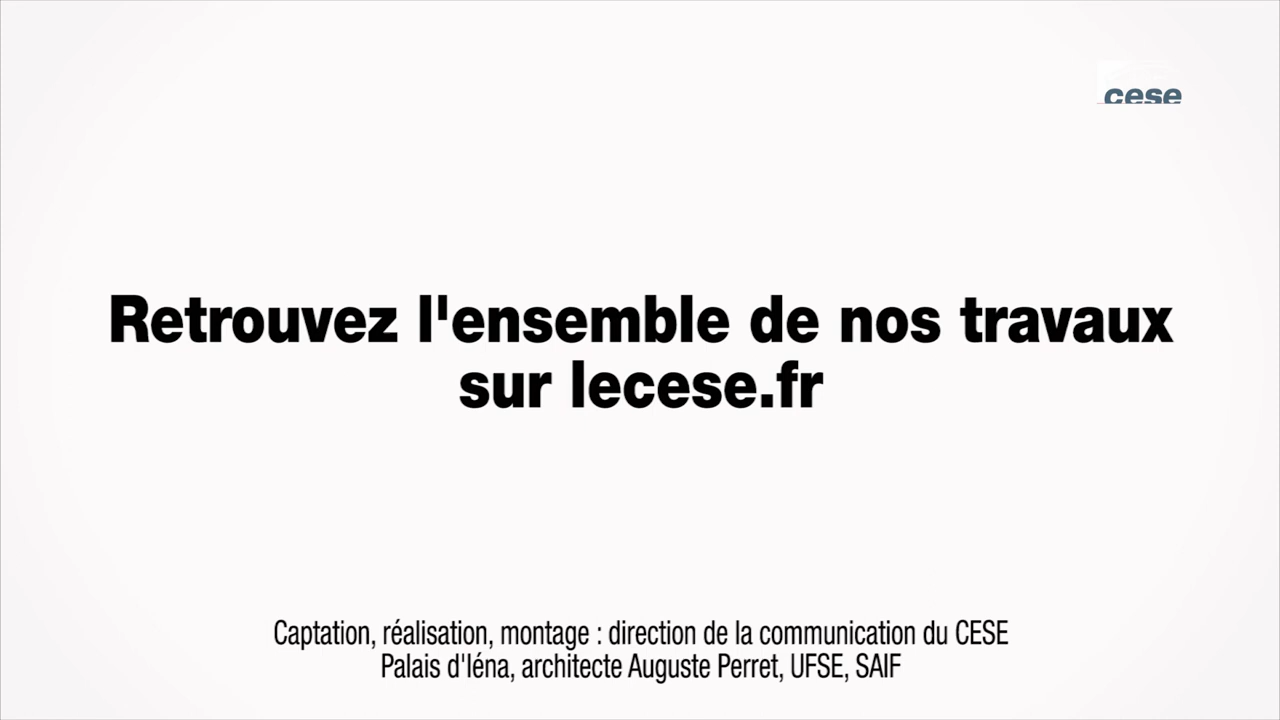 cese
Retrouvez l'ensemble de nos travaux
sur lecese.fr
Captation, réalisation, montage : direction de la communication du CESE
Palais d'Iéna, architecte Auguste Perret, UFSE, SAIF